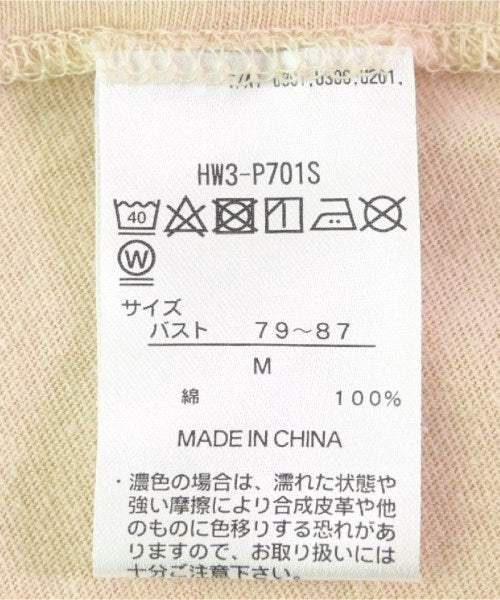 HW3-P701S
40
W
サイズ
バスト 79～87
M
綿 100%
MADE IN CHINA
・濃色の場合は、濡れた状態や
強い摩擦により合成皮革や他
のものに色移りする恐れがあ
りますので、お取り扱いには
十分ご注意下さい。